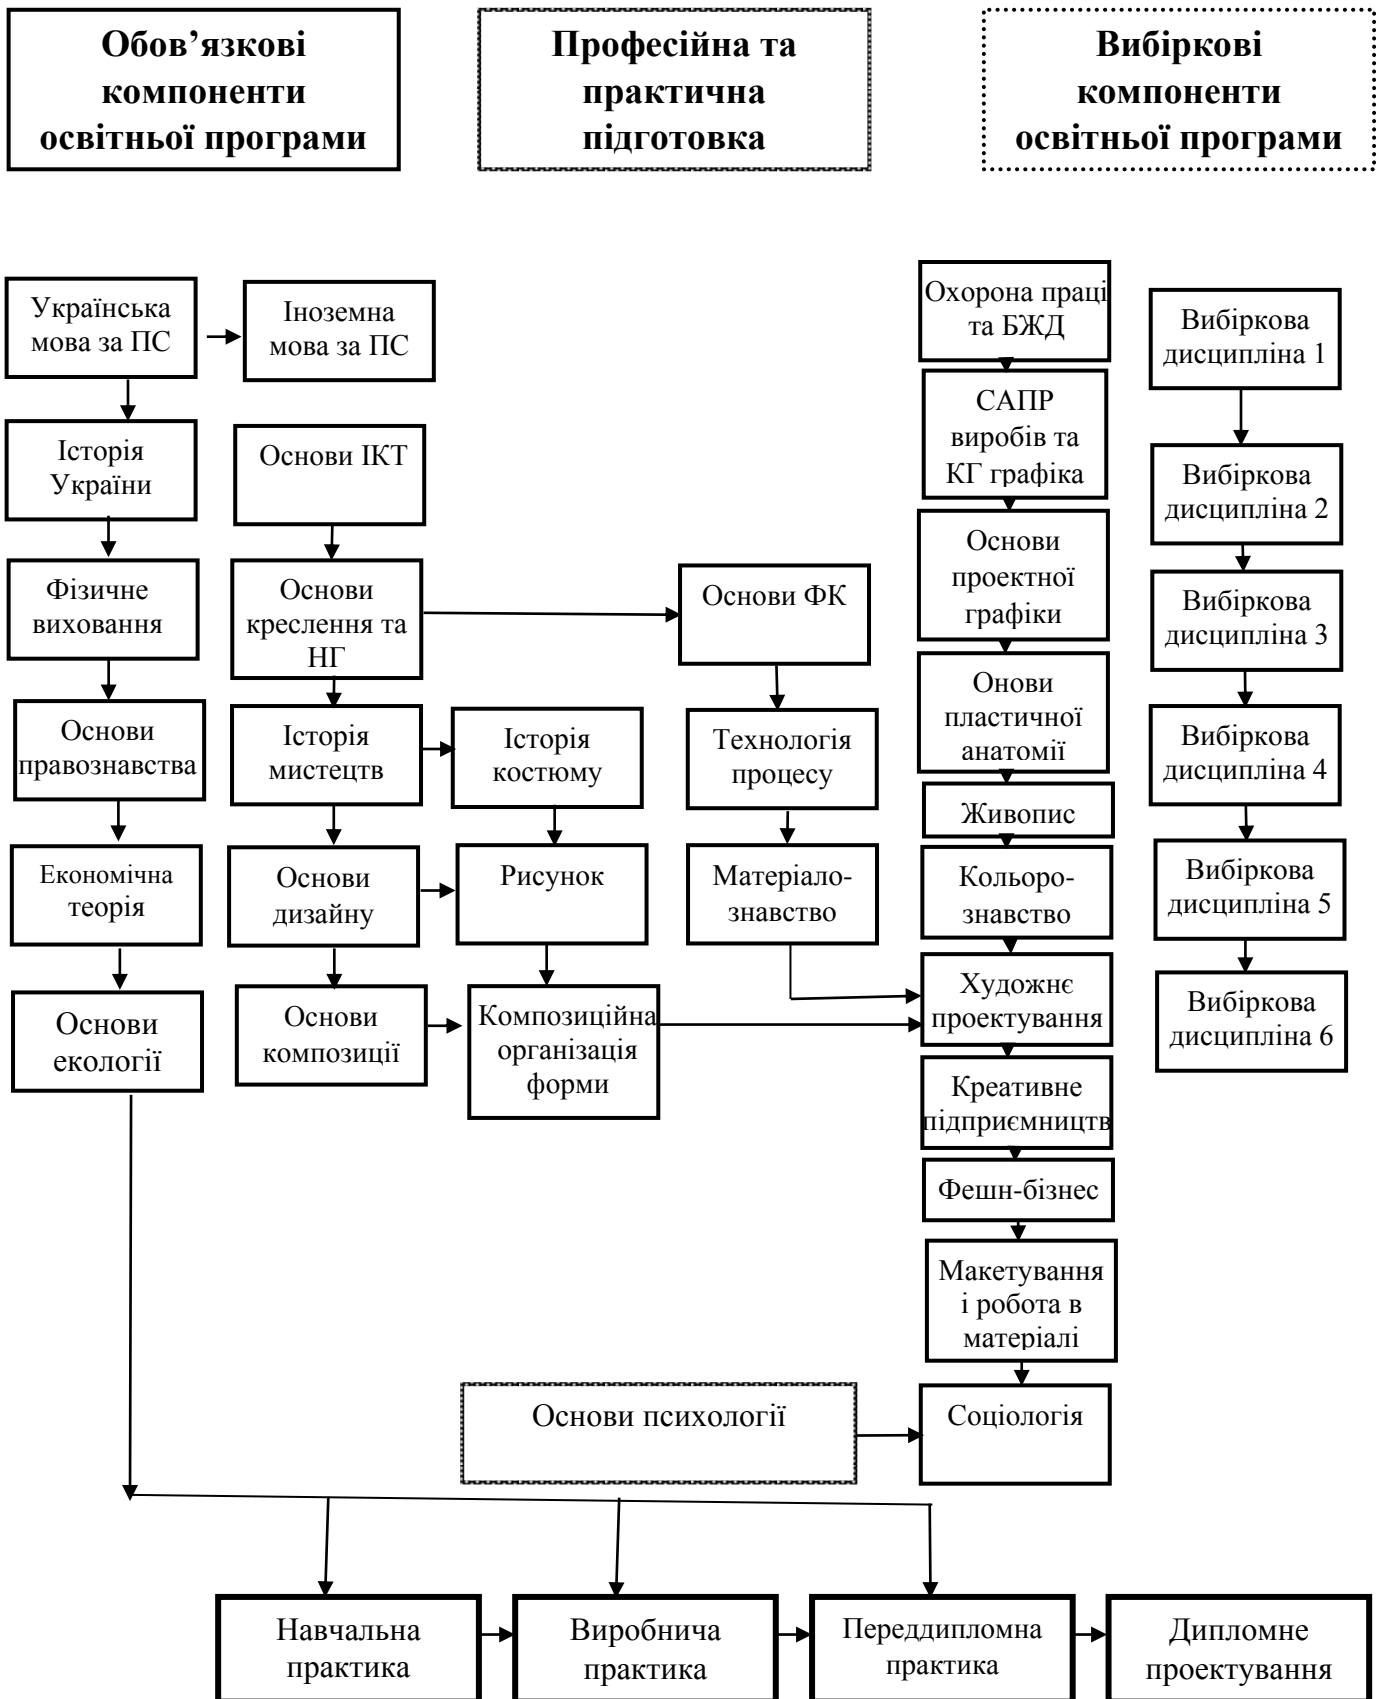 Обов’язкові
компоненти
освітньої програми
Професійна та
практична
підготовка
Вибіркові
компоненти
освітньої програми
Українська
мова за ПС
Іноземна
мова за ПС
Історія
України
Основи ІКТ
Фізичне
виховання
Основи
креслення та
НГ
Основи ФК
Основи
правознавства
Історія
мистецтв
Історія
костюму
Технологія
процесу
Економічна
теорія
Основи
дизайну
Рисунок
Матеріало-
знавство
Основи
екології
Основи
композиції
Композиційна
організація
форми
Охорона праці
та БЖД
САПР
виробів та
КГ графіка
Основи
проектної
графіки
Онови
пластичної
анатомії
Живопис
Кольоро-
знавство
Художнє
проектування
Креативне
підприємництв
Фешн-бізнес
Макетування
і робота в
матеріалі
Основи психології
Соціологія
Вибіркова
дисципліна 1
Вибіркова
дисципліна 2
Вибіркова
дисципліна 3
Вибіркова
дисципліна 4
Вибіркова
дисципліна 5
Вибіркова
дисципліна 6
Навчальна
практика
Виробнича
практика
Переддипломна
практика
Дипломне
проектування